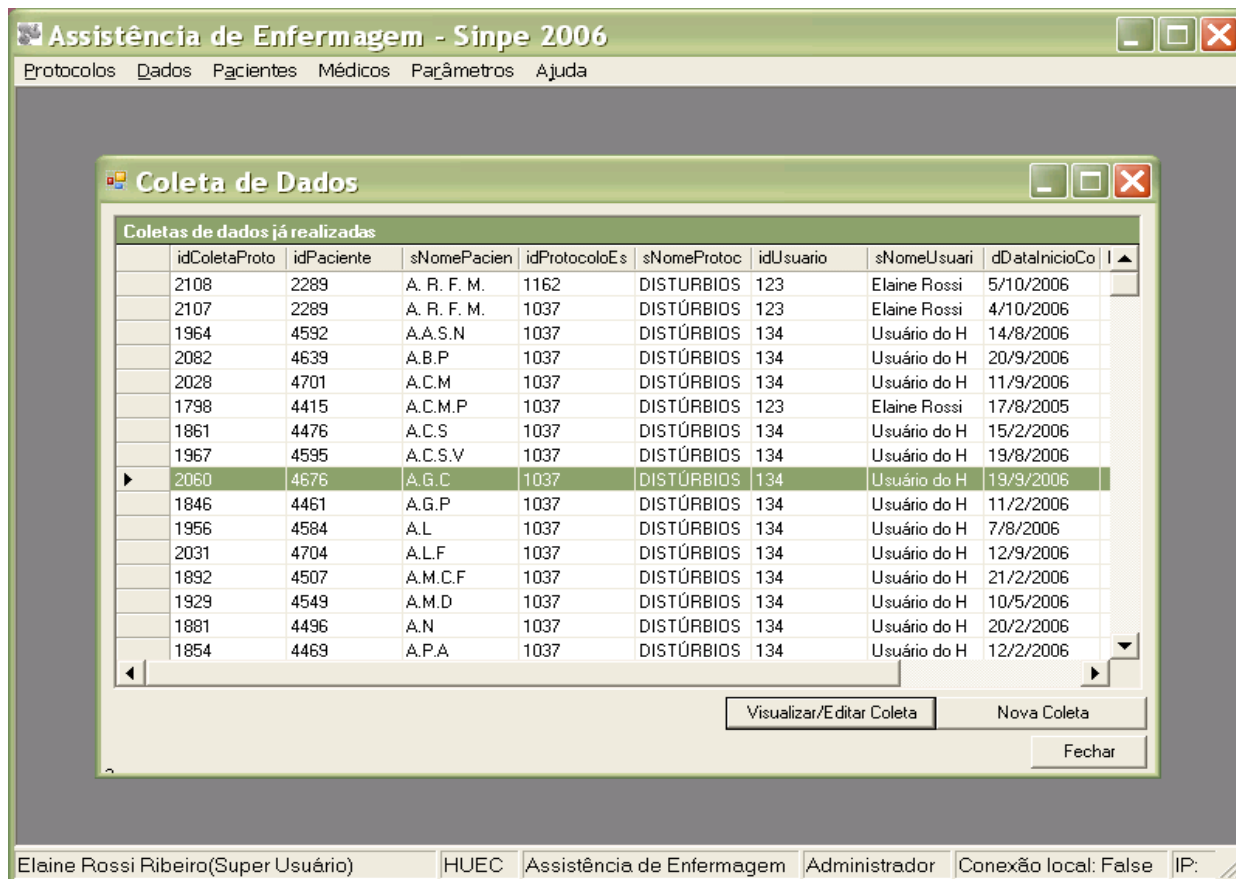 Assistência de Enfermagem - Sinpe 2006
Protocolos Dados Pacientes Médicos Parâmetros Ajuda
Coleta de Dados
Coletas de dados já realizadas
idColetaProto idPaciente sNomePacien idProtocoloEs sNomeProtoc idUsuario sNomeUsuari dDataInicioCo
2108 2289 A. R. F. M. 1162 DISTURBIOS 123 Elaine Rossi 5/10/2006
2107 2289 A. R. F. M. 1037 DISTÚRBIOS 123 Elaine Rossi 4/10/2006
1964 4592 A.A.S.N 1037 DISTÚRBIOS 134 Usuário do H 14/8/2006
2082 4639 A.B.P 1037 DISTÚRBIOS 134 Usuário do H 20/9/2006
2028 4701 A.C.M 1037 DISTÚRBIOS 134 Usuário do H 11/9/2006
1798 4415 A.C.M.P 1037 DISTÚRBIOS 123 Elaine Rossi 17/8/2005
1861 4476 A.C.S 1037 DISTÚRBIOS 134 Usuário do H 15/2/2006
1967 4595 A.C.S.V 1037 DISTÚRBIOS 134 Usuário do H 19/8/2006
2060 4676 A.G.C 1037 DISTÚRBIOS 134 Usuário do H 19/9/2006
1846 4461 A.G.P 1037 DISTÚRBIOS 134 Usuário do H 11/2/2006
1956 4584 A.L 1037 DISTÚRBIOS 134 Usuário do H 7/8/2006
2031 4704 A.L.F 1037 DISTÚRBIOS 134 Usuário do H 12/9/2006
1892 4507 A.M.C.F 1037 DISTÚRBIOS 134 Usuário do H 21/2/2006
1929 4549 A.M.D 1037 DISTÚRBIOS 134 Usuário do H 10/5/2006
1881 4496 A.N 1037 DISTÚRBIOS 134 Usuário do H 20/2/2006
1854 4469 A.P.A 1037 DISTÚRBIOS 134 Usuário do H 12/2/2006
Visualizar/Editar Coleta Nova Coleta
Fechar
Elaine Rossi Ribeiro(Super Usuário) HUEC Assistência de Enfermagem Administrador Conexão local: False IP: